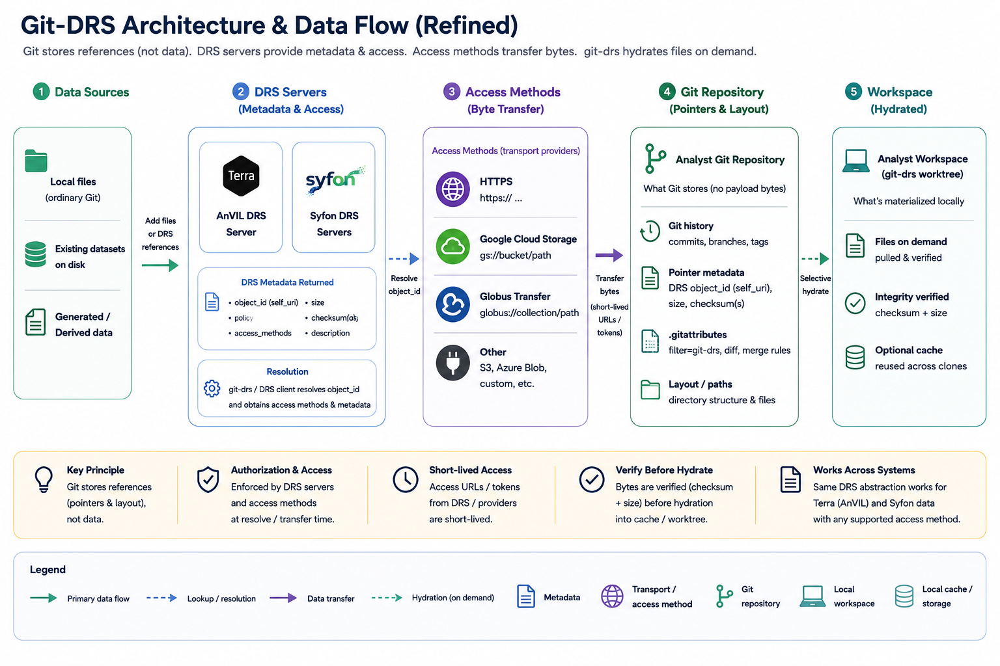 Git-DRS Architecture & Data Flow (Refined)
Git stores references (not data). DRS servers provide metadata & access. Access methods transfer bytes. git-drs hydrates files on demand.
1 Data Sources
Local files
(ordinary Git)
Existing datasets
on disk
Generated /
Derived data
Add files
or DRS
references
2 DRS Servers
(Metadata & Access)
Terra
AnVIL DRS
Server
syfon
Syfon DRS
Servers
DRS Metadata Returned
• object_id (self_uri)
• policy
• access_methods
• size
•
• description
Resolution
git-drs / DRS client resolves object_id
and obtains access methods & metadata
Resolve
object_id
3 Access Methods
(Byte Transfer)
Access Methods (transport providers)
HTTPS
https:// ...
Google Cloud Storage
gs://bucket/path
Globus Transfer
globus://collection/path
Other
S3, Azure Blob,
custom, etc.
Transfer
bytes
(short-lived
URLs /
tokens)
4 Git Repository
(Pointers & Layout)
Analyst Git Repository
What Git stores (no payload bytes)
Git history
commits, branches, tags
Pointer metadata
DRS object_id (self_uri),
size, checksum(s)
.gitattributes
filter=git-drs, diff, merge rules
Layout / paths
directory structure & files
Selective
hydrate
5 Workspace
(Hydrated)
Analyst Workspace
(git-drs worktree)
What's materialized locally
Files on demand
pulled & verified
Integrity verified
checksum + size
Optional cache
reused across clones
Key Principle
Git stores references
(pointers & layout),
not data.
Authorization & Access
Enforced by DRS servers
and access methods
at resolve / transfer time.
Short-lived Access
Access URLs / tokens
from DRS / providers
are short-lived.
Verify Before Hydrate
Bytes are verified (checksum
+ size) before hydration
into cache / worktree.
Works Across Systems
Same DRS abstraction works for
Terra (AnVIL) and Syfon data
with any supported access method.
Legend
Primary data flow
Lookup / resolution
Data transfer
Hydration (on demand)
Metadata
Transport /
access method
Git
repository
Local
workspace
Local cache /
storage